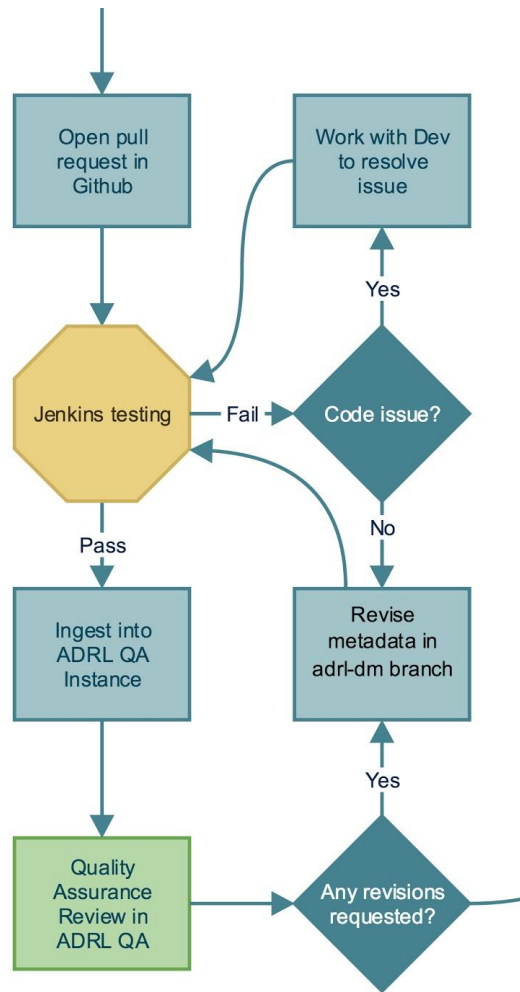 Open pull
request in
Github
Work with Dev
to resolve
issue
Yes
Jenkins testing
Fail
Code issue?
Pass
No
Ingest into
ADRL QA
Instance
Revise
metadata in
adrl-dm branch
Yes
Quality
Assurance
Review in
ADRL QA
Any revisions
requested?